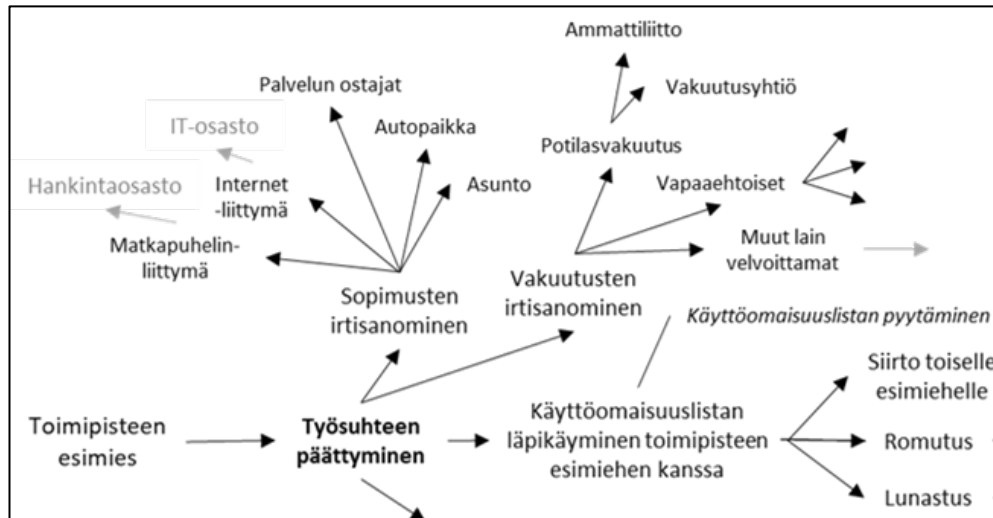 Ammattiliitto
Palvelun ostajat
Vakuutusyhtiö
IT-osasto
Autopaikka
Potilasvakuutus
Hankintaosasto
Internet
-liittymä
Asunto
Vapaaehtoiset
Matkapuhelin-
liittymä
Muut lain
velvoittamat
Sopimusten
irtisanominen
Vakuutusten
irtisanominen
Käyttöomaisuuslistan pyytäminen
Siirto toiselle
esimiehelle
Toimipisteen
esimies
Työsuhteen
päättyminen
Käyttöomaisuuslistan
läpikäyminen toimipisteen
esimiehen kanssa
Romutus
Lunastus